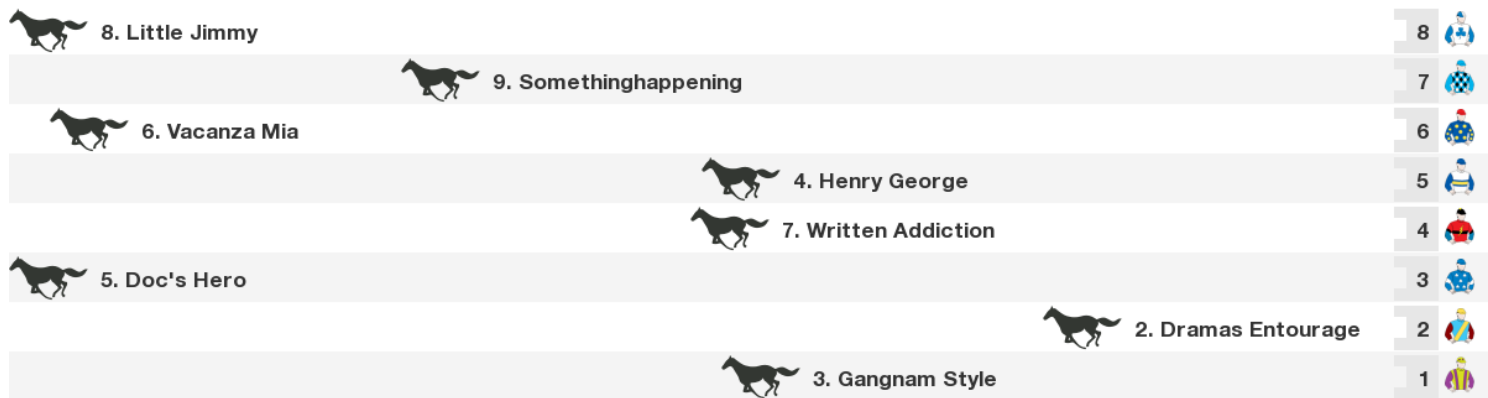 8. Little Jimmy 8
9. Somethinghappening 7
6. Vacanza Mia 6
4. Henry George 5
7. Written Addiction 4
5. Doc's Hero 3
2. Dramas Entourage 2
3. Gangnam Style 1